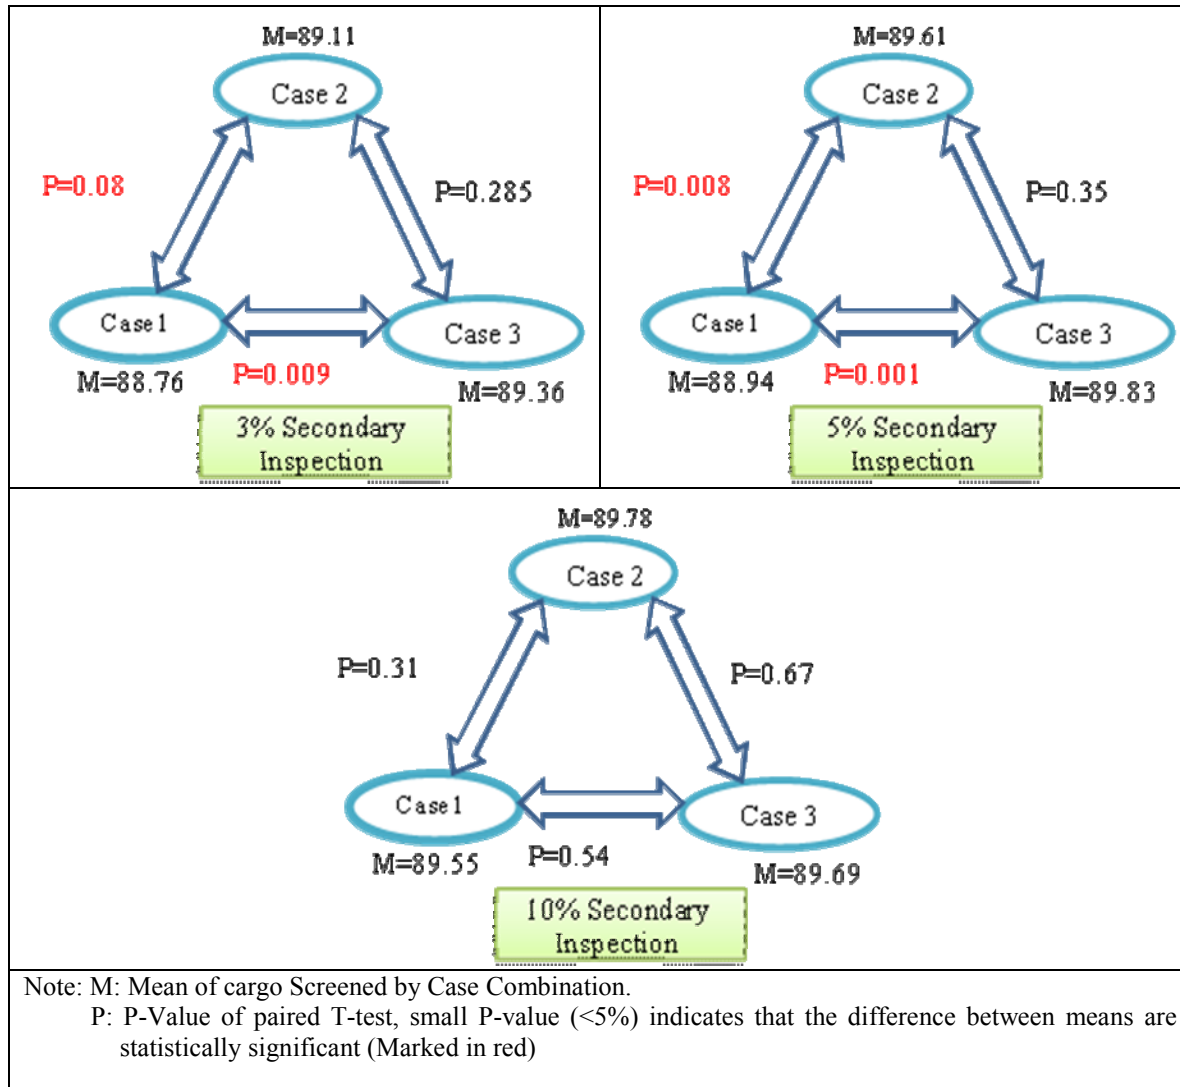 M=89.11
Case 2
P=0.08
P=0.285
Case 1
Case 3
P=0.009
M=88.76
M=89.36
3% Secondary
Inspection
M=89.61
Case 2
P=0.008
P=0.35
Case 1
Case 3
M=88.94
P=0.001
M=89.83
5% Secondary
Inspection
M=89.78
Case 2
P=0.31
P=0.67
Case 1
Case 3
M=89.55
P=0.54
M=89.69
10% Secondary
Inspection
Note: M: Mean of cargo Screened by Case Combination.
P: P-Value of paired T-test, small P-value (<5%) indicates that the difference between means are
statistically significant (Marked in red)